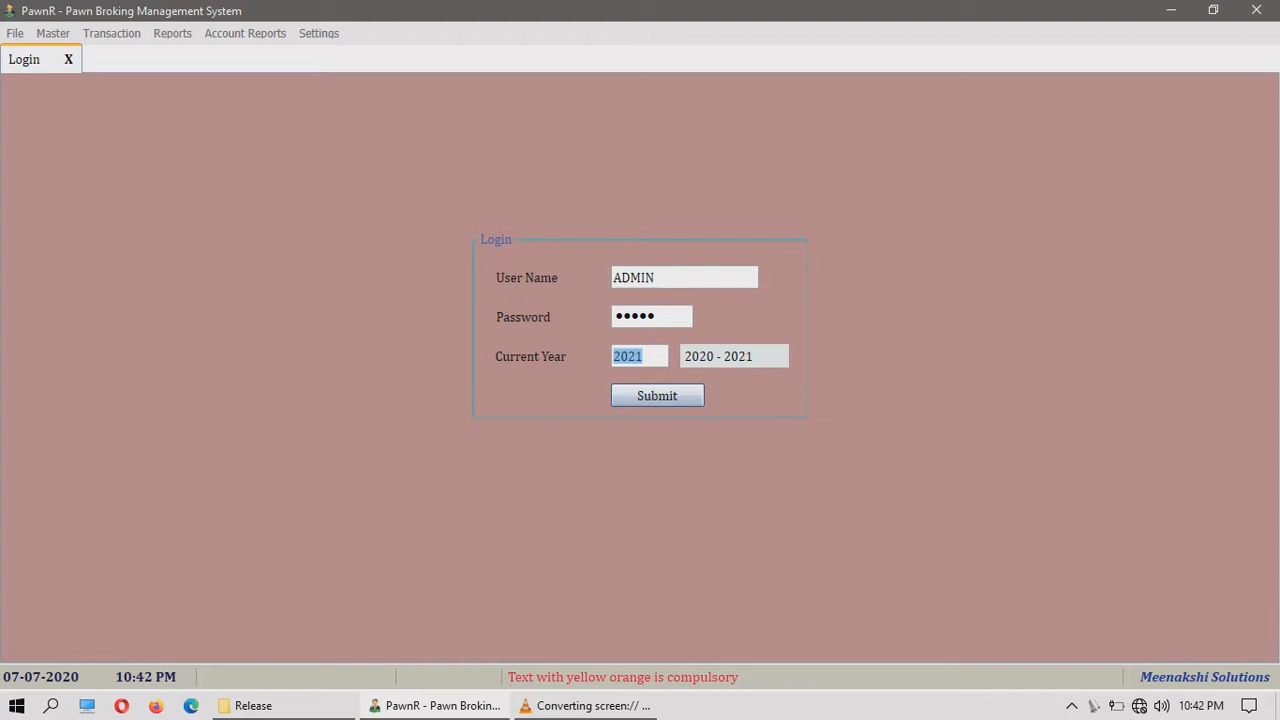 PawnR - Pawn Broking Management System
File Master Transaction Reports Account Reports Settings
Login X
Login
User Name ADMIN
Password •••••
Current Year 2021 2020 - 2021
Submit
07-07-2020 10:42 PM Text with yellow orange is compulsory Meenakshi Solutions
Release PawnR - Pawn Brokin... Converting screen:// ... 10:42 PM